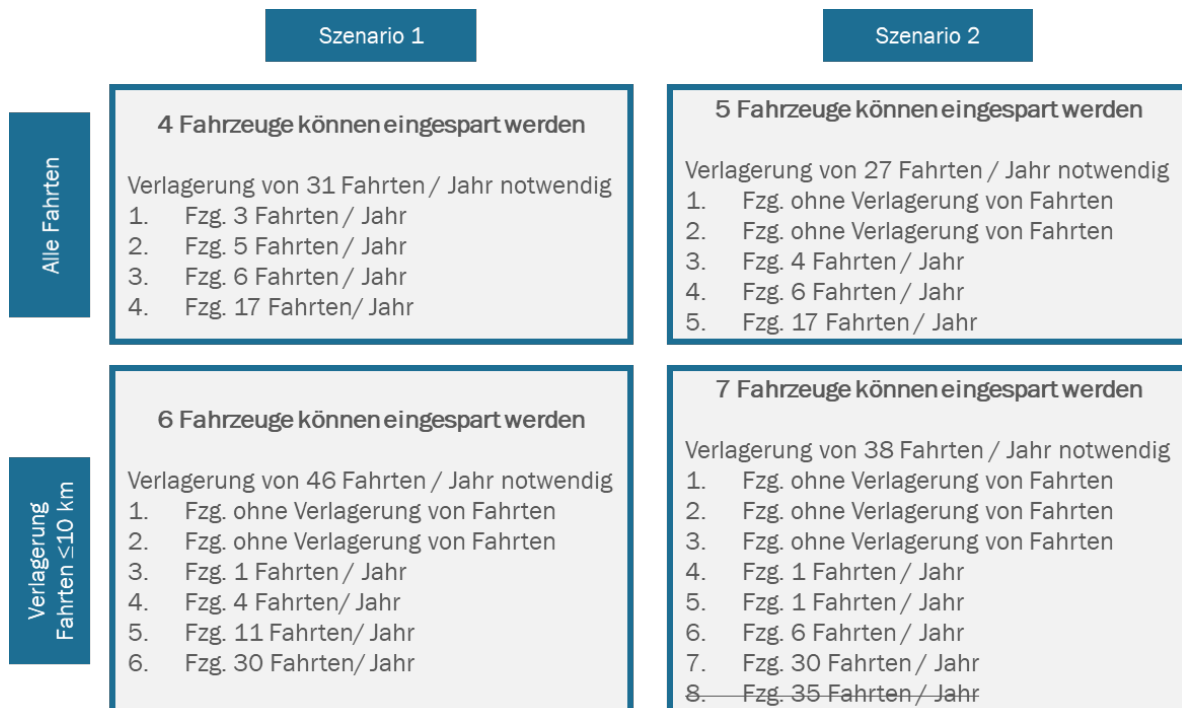 Szenario 1
Szenario 2
Alle Fahrten
4 Fahrzeuge können eingespart werden
Verlagerung von 31 Fahrten / Jahr notwendig
1. Fzg. 3 Fahrten / Jahr
2. Fzg. 5 Fahrten / Jahr
3. Fzg. 6 Fahrten / Jahr
4. Fzg. 17 Fahrten/ Jahr
5 Fahrzeuge können eingespart werden
Verlagerung von 27 Fahrten / Jahr notwendig
1. Fzg. ohne Verlagerung von Fahrten
2. Fzg. ohne Verlagerung von Fahrten
3. Fzg. 4 Fahrten / Jahr
4. Fzg. 6 Fahrten / Jahr
5. Fzg. 17 Fahrten / Jahr
Verlagerung
Fahrten ≤10 km
6 Fahrzeuge können eingespart werden
Verlagerung von 46 Fahrten / Jahr notwendig
1. Fzg. ohne Verlagerung von Fahrten
2. Fzg. ohne Verlagerung von Fahrten
3. Fzg. 1 Fahrten / Jahr
4. Fzg. 4 Fahrten/ Jahr
5. Fzg. 11 Fahrten/ Jahr
6. Fzg. 30 Fahrten/ Jahr
7 Fahrzeuge können eingespart werden
Verlagerung von 38 Fahrten / Jahr notwendig
1. Fzg. ohne Verlagerung von Fahrten
2. Fzg. ohne Verlagerung von Fahrten
3. Fzg. ohne Verlagerung von Fahrten
4. Fzg. 1 Fahrten / Jahr
5. Fzg. 1 Fahrten / Jahr
6. Fzg. 6 Fahrten / Jahr
7. Fzg. 30 Fahrten / Jahr
8. Fzg. 35 Fahrten / Jahr